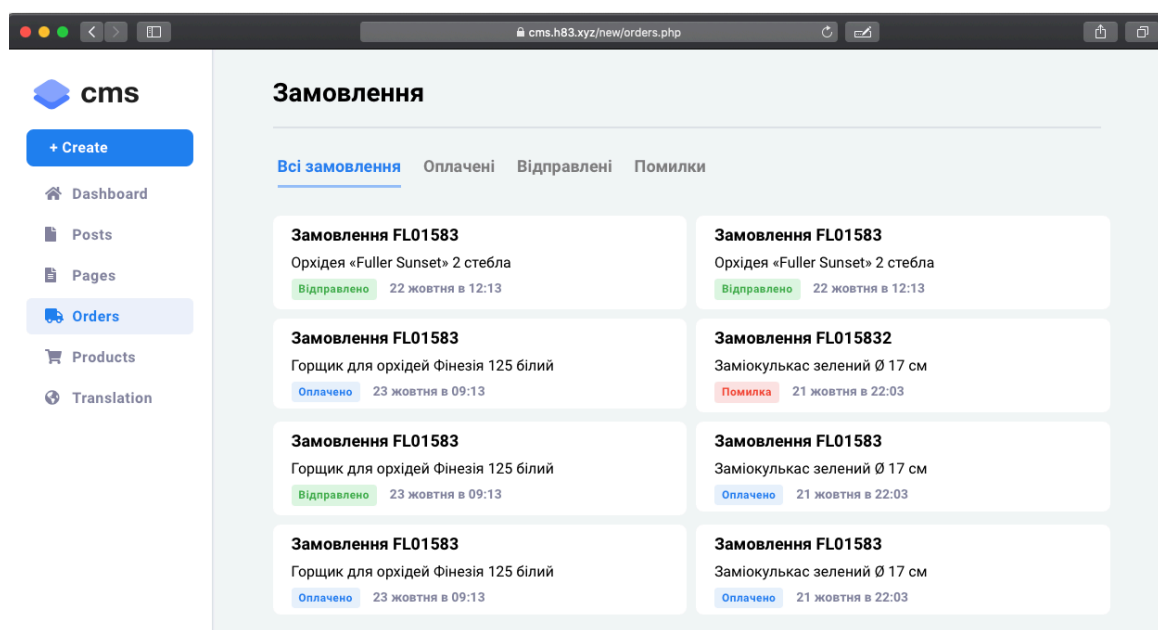 cms.h83.xyz/new/orders.php
cms
+ Create
Dashboard
Posts
Pages
Orders
Products
Translation
Замовлення
Всі замовлення Оплачені Відправлені Помилки
Замовлення FL01583
Орхідея «Fuller Sunset» 2 стебла
Відправлено 22 жовтня в 12:13
Замовлення FL01583
Орхідея «Fuller Sunset» 2 стебла
Відправлено 22 жовтня в 12:13
Замовлення FL01583
Горщик для орхідей Фінезія 125 білий
Оплачено 23 жовтня в 09:13
Замовлення FL015832
Заміокулькас зелений Ø 17 см
Помилка 21 жовтня в 22:03
Замовлення FL01583
Горщик для орхідей Фінезія 125 білий
Відправлено 23 жовтня в 09:13
Замовлення FL01583
Заміокулькас зелений Ø 17 см
Оплачено 21 жовтня в 22:03
Замовлення FL01583
Горщик для орхідей Фінезія 125 білий
Оплачено 23 жовтня в 09:13
Замовлення FL01583
Заміокулькас зелений Ø 17 см
Оплачено 21 жовтня в 22:03